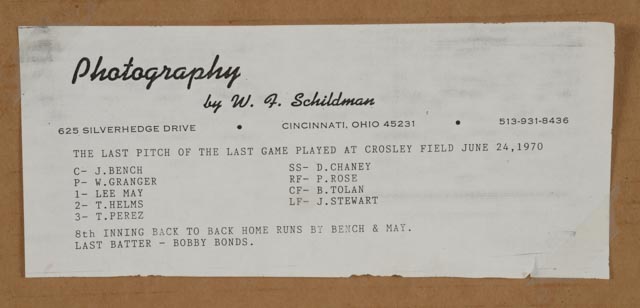 Photography
by W. F. Schildman
625 SILVERHEDGE DRIVE • CINCINNATI, OHIO 45231 • 513-931-8436
THE LAST PITCH OF THE LAST GAME PLAYED AT CROSLEY FIELD JUNE 24,1970
C- J.BENCH SS- D.CHANEY
P- W.GRANGER RF- P.ROSE
1- LEE MAY CF- B.TOLAN
2- T.HELMS LF- J.STEWART
3- T.PEREZ
8th INNING BACK TO BACK HOME RUNS BY BENCH & MAY.
LAST BATTER - BOBBY BONDS.